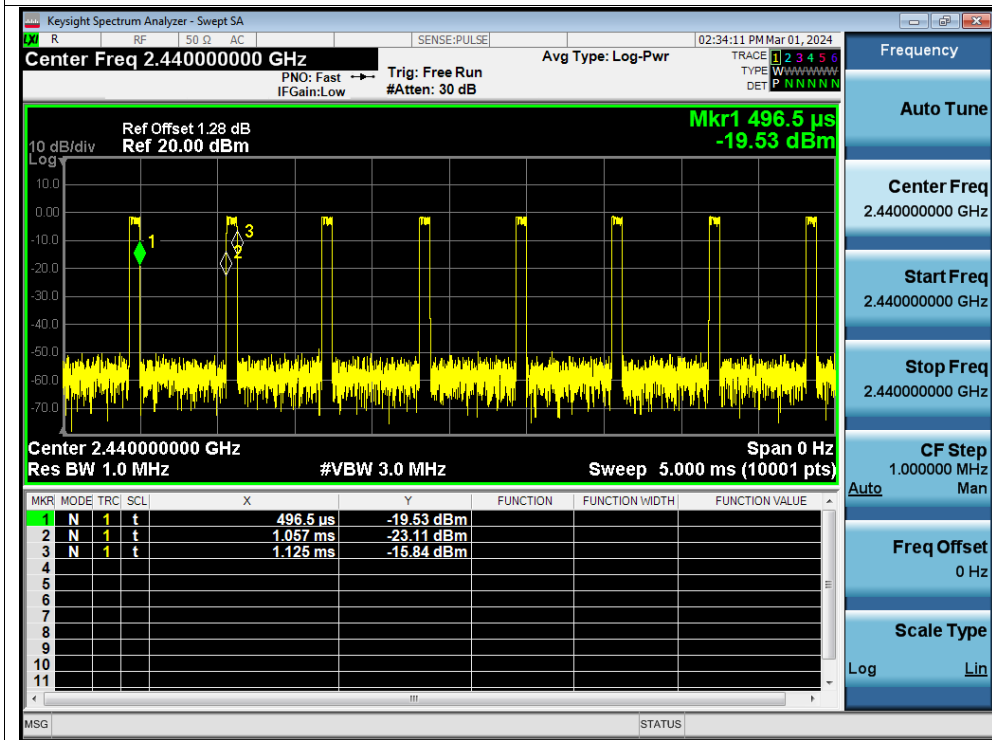 Keysight Spectrum Analyzer - Swept SA
LXI R RF 50 Ω AC SENSE:PULSE 02:34:11 PM Mar 01, 2024
Center Freq 2.440000000 GHz
PNO: Fast
IFGain:Low
Trig: Free Run
#Atten: 30 dB
Avg Type: Log-Pwr
TRACE 1 2 3 4 5 6
TYPE WWWWWWW
DET P N N N N N
Mkr1 496.5 µs
-19.53 dBm
Ref Offset 1.28 dB
10 dB/div Ref 20.00 dBm
Log
10.0
0.00
-10.0
-20.0
-30.0
-40.0
-50.0
-60.0
-70.0
1
2
3
Center 2.440000000 GHz Span 0 Hz
Res BW 1.0 MHz #VBW 3.0 MHz Sweep 5.000 ms (10001 pts)
MKR MODE TRC SCL X Y FUNCTION FUNCTION WIDTH FUNCTION VALUE
1 N 1 t 496.5 µs -19.53 dBm
2 N 1 t 1.057 ms -23.11 dBm
3 N 1 t 1.125 ms -15.84 dBm
4
5
6
7
8
9
10
11
MSG STATUS
Frequency
Auto Tune
Center Freq
2.440000000 GHz
Start Freq
2.440000000 GHz
Stop Freq
2.440000000 GHz
CF Step
1.000000 MHz
Auto Man
Freq Offset
0 Hz
Scale Type
Log Lin